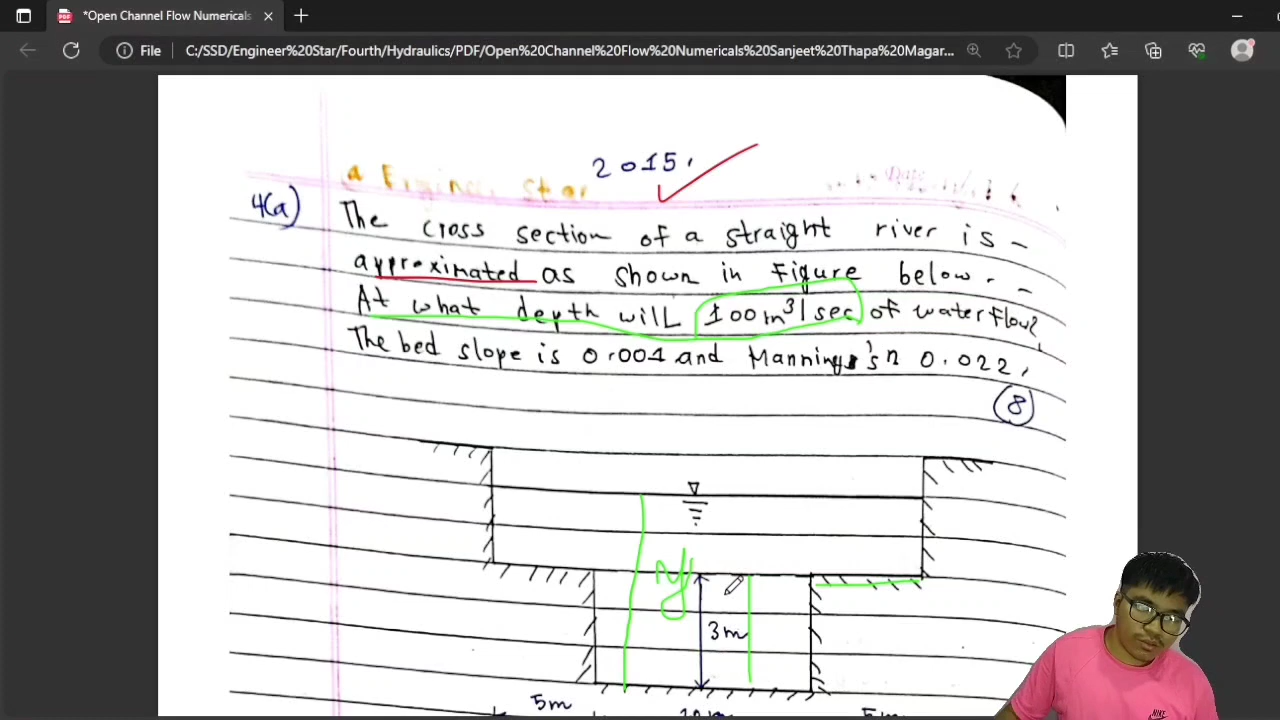 *Open Channel Flow Numericals
File
C:/SSD/Engineer%20Star/Fourth/Hydraulics/PDF/Open%20Channel%20Flow%20Numericals%20Sanjeet%20Thapa%20Magar...
2015.
4(a)
The cross section of a straight river is -
approximated as shown in Figure below. -
At what depth will 100m³/sec of water flow?
The bed slope is 0.001 and Manning's n 0.022.
8
y
3m
5m
5m